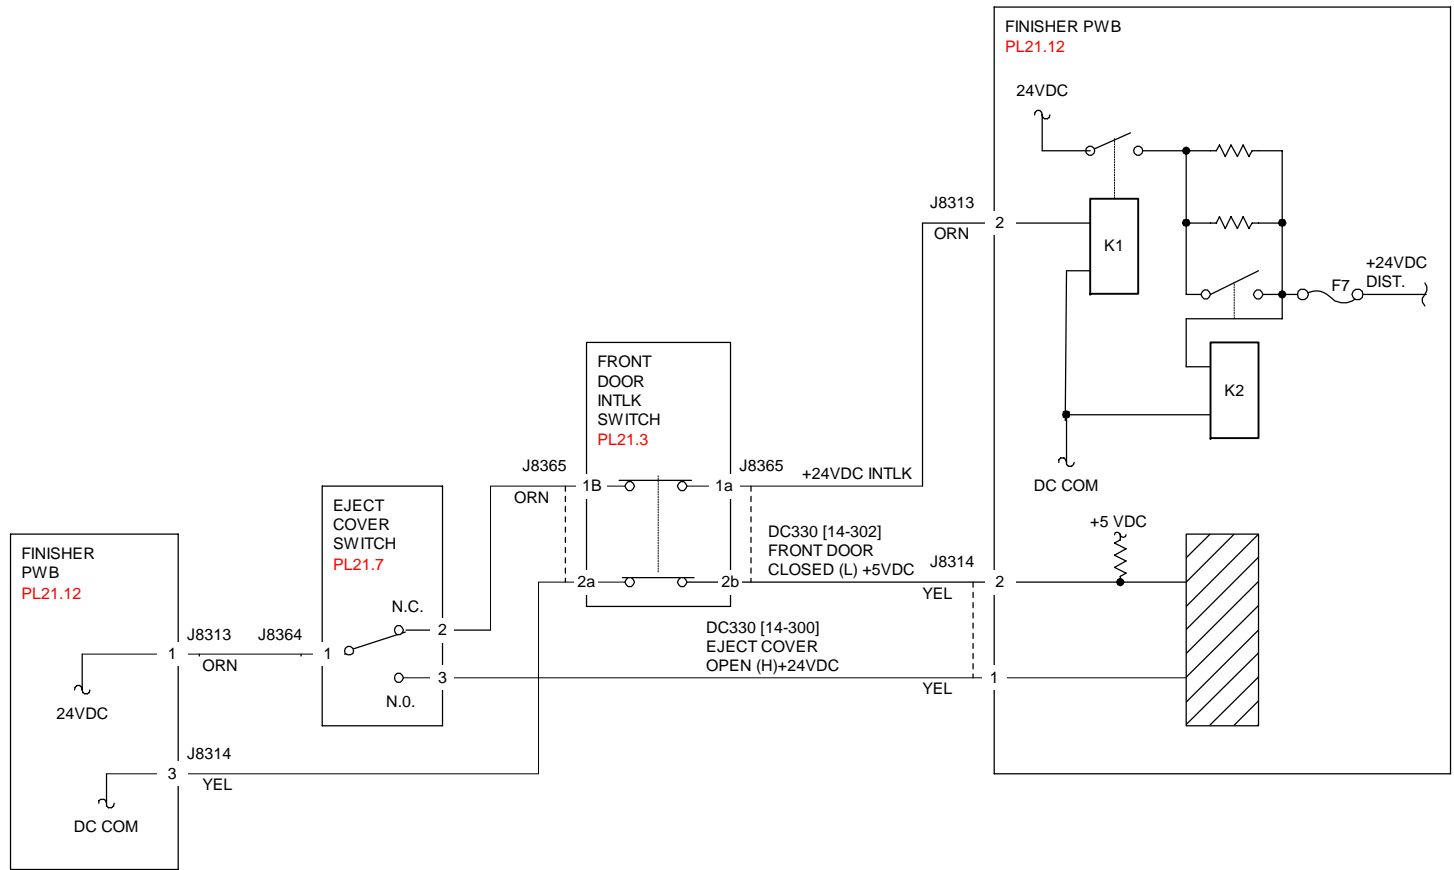 FINISHER PWB
PL21.12
24VDC
J8313
2
ORN
K1
+24VDC
DIST.
F7
K2
DC COM
FRONT
DOOR
INTLK
SWITCH
PL21.3
J8365
ORN
1B
1a
J8365
+24VDC INTLK
2a
2b
DC330 [14-302]
FRONT DOOR
CLOSED (L) +5VDC
J8314
YEL
2
+5 VDC
EJECT
COVER
SWITCH
PL21.7
N.C.
2
1
3
N.0.
DC330 [14-300]
EJECT COVER
OPEN (H)+24VDC
YEL
1
FINISHER
PWB
PL21.12
1
J8313
ORN
J8364
24VDC
3
J8314
YEL
DC COM